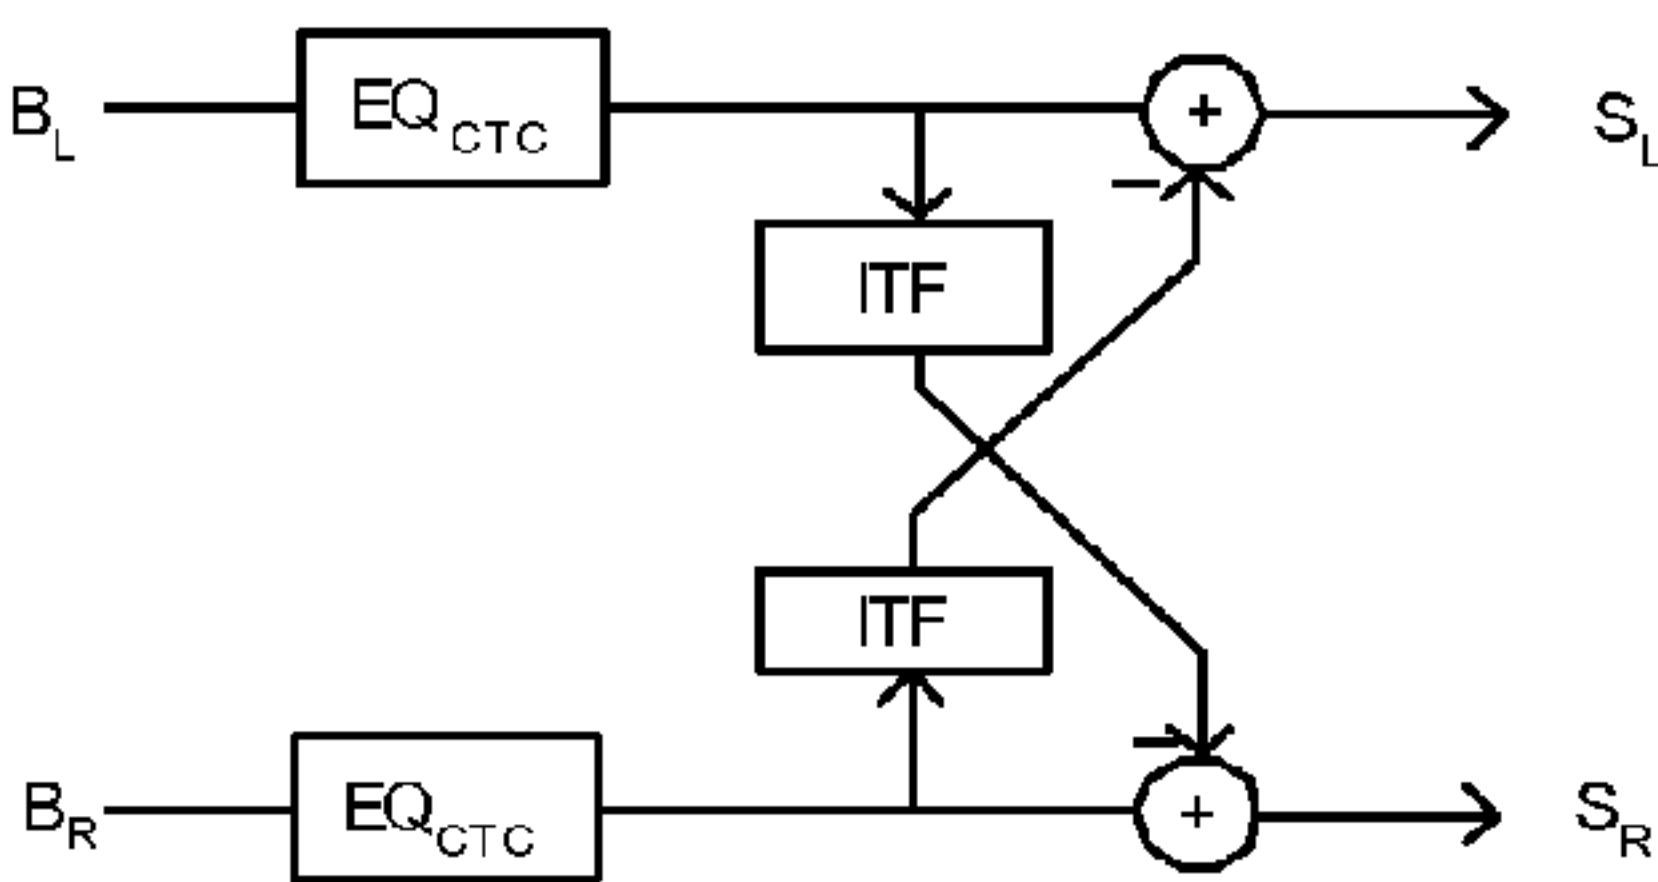 B_L EQ_CTC + S_L
−
ITF
ITF
−
B_R EQ_CTC + S_R